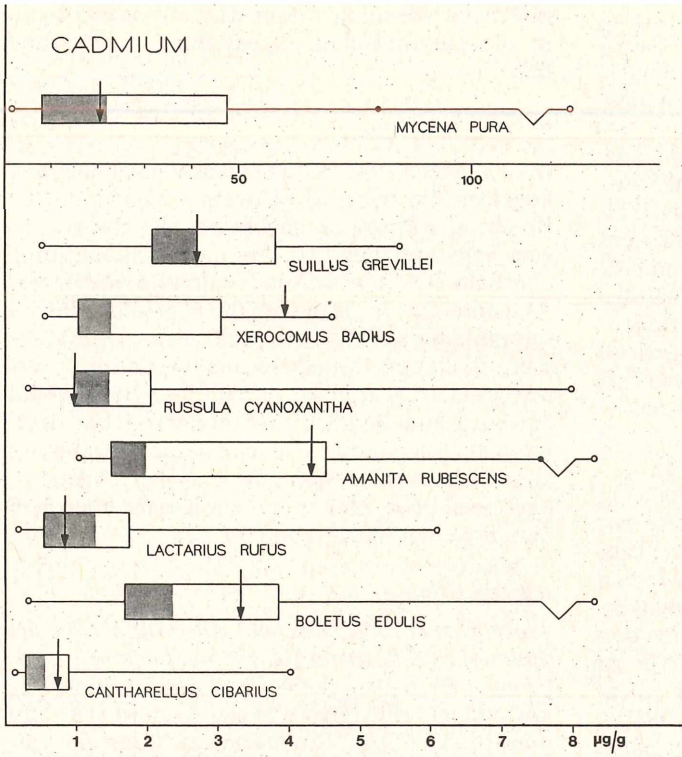 CADMIUM
MYCENA PURA
50 100
SUILLUS GREVILLEI
XEROCOMUS BADIUS
RUSSULA CYANOXANTHA
AMANITA RUBESCENS
LACTARIUS RUFUS
BOLETUS EDULIS
CANTHARELLUS CIBARIUS
1 2 3 4 5 6 7 8 µg/g